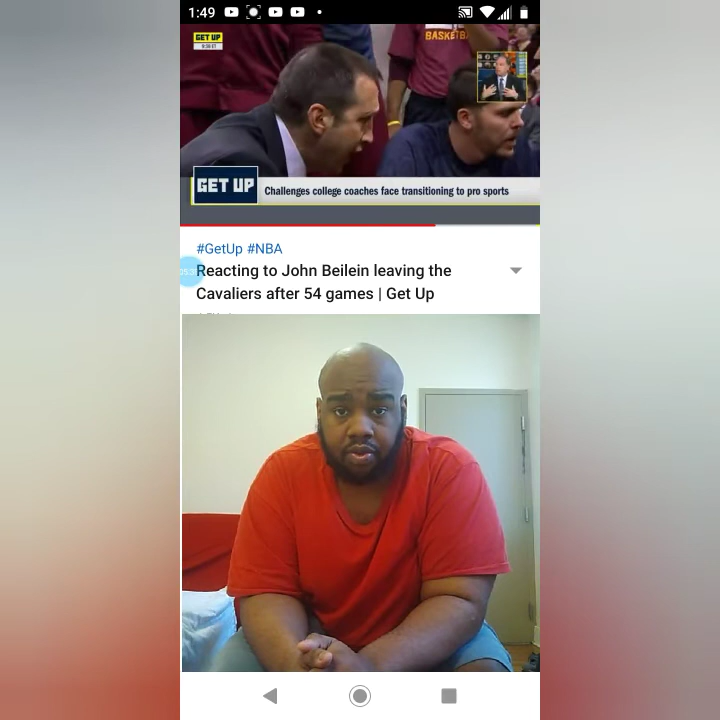 1:49
GET UP
BASKETB
GET UP
Challenges college coaches face transitioning to pro sports
#GetUp #NBA
Reacting to John Beilein leaving the
Cavaliers after 54 games | Get Up